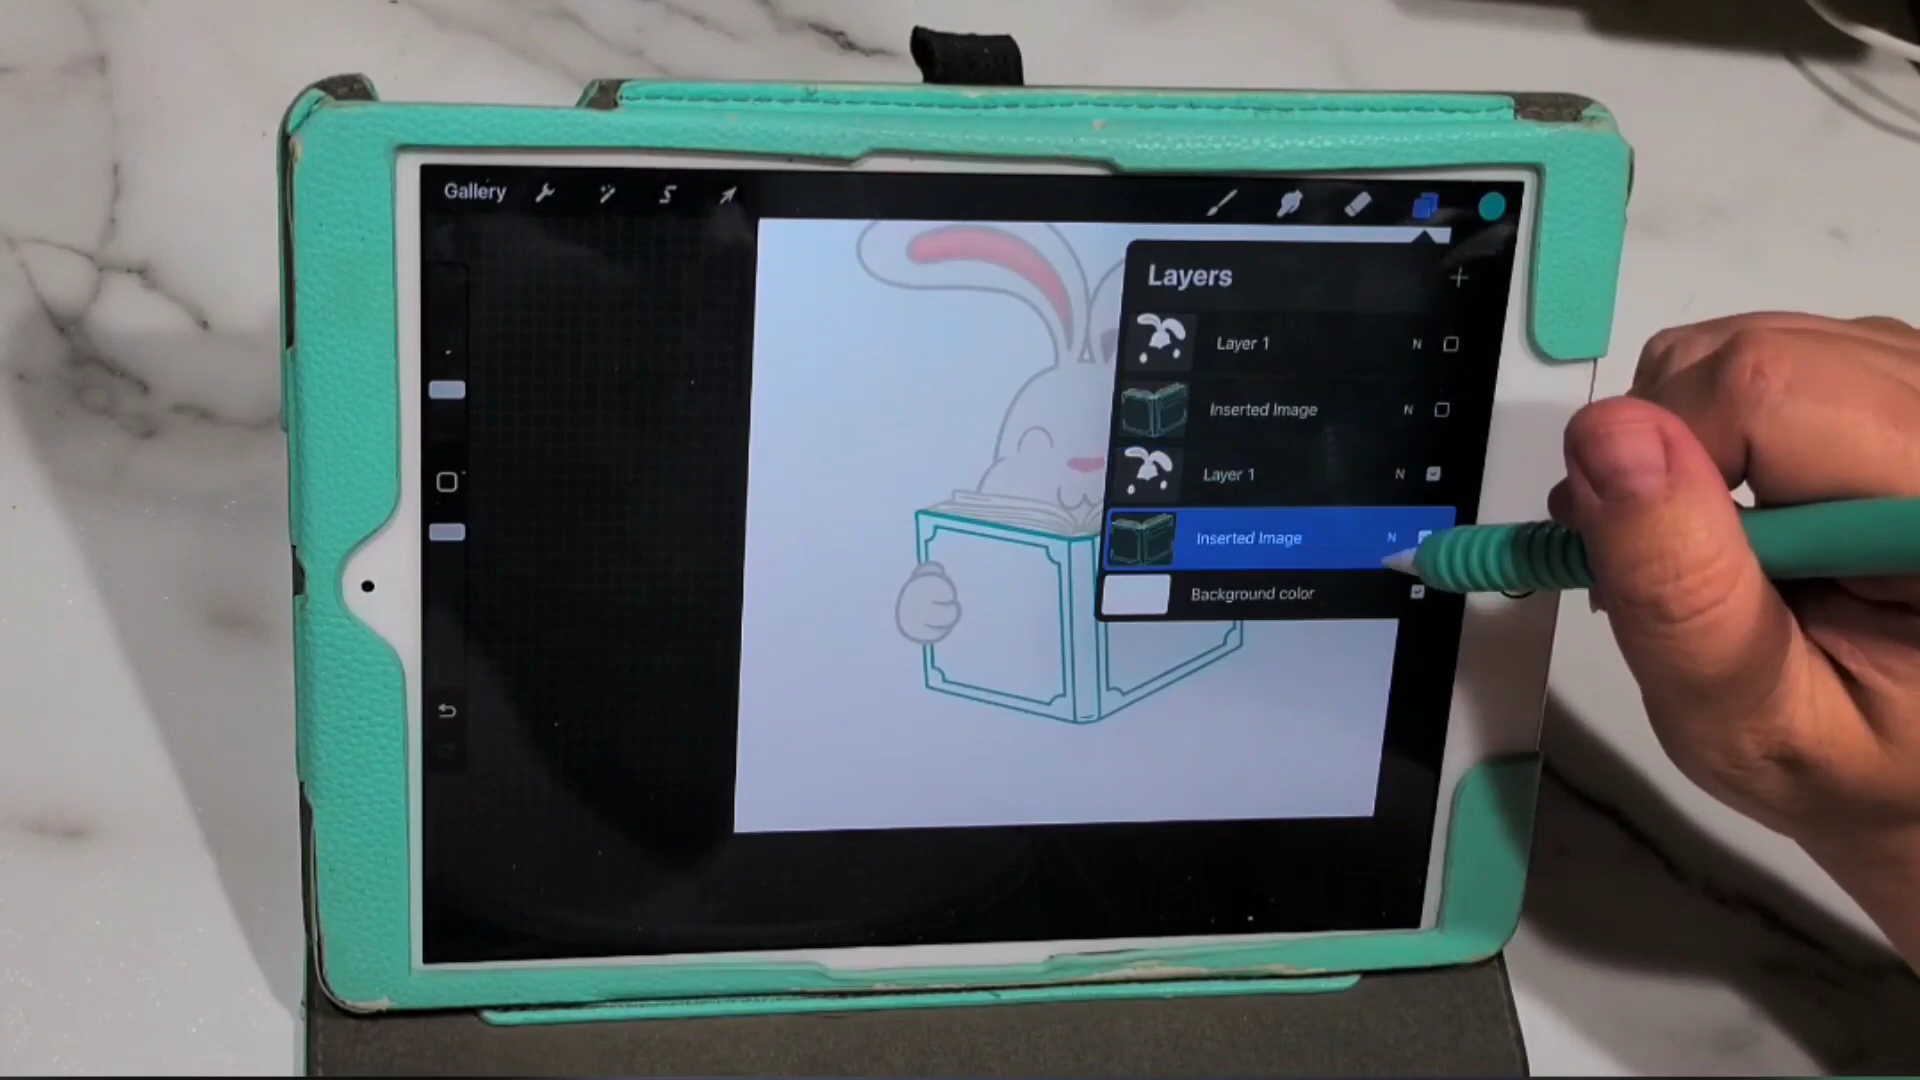 Gallery
Layers
Layer 1 N
Inserted Image N
Layer 1 N
Inserted Image N
Background color